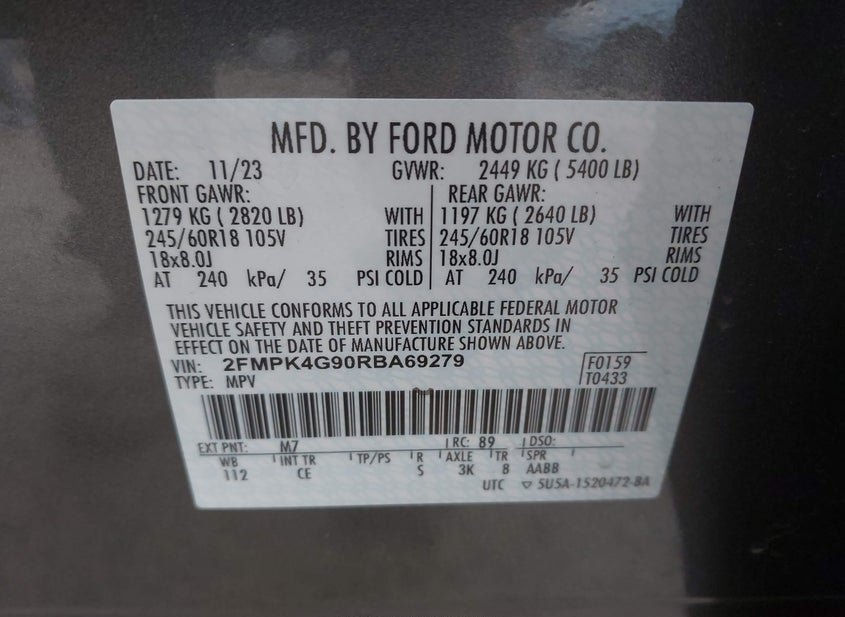 MFD. BY FORD MOTOR CO.
DATE: 11/23 GVWR: 2449 KG ( 5400 LB)
FRONT GAWR: REAR GAWR:
1279 KG ( 2820 LB) WITH 1197 KG ( 2640 LB) WITH
245/60R18 105V TIRES 245/60R18 105V TIRES
18x8.0J RIMS 18x8.0J RIMS
AT 240 kPa/ 35 PSI COLD AT 240 kPa/ 35 PSI COLD
THIS VEHICLE CONFORMS TO ALL APPLICABLE FEDERAL MOTOR
VEHICLE SAFETY AND THEFT PREVENTION STANDARDS IN
EFFECT ON THE DATE OF MANUFACTURE SHOWN ABOVE.
VIN: 2FMPK4G90RBA69279 F0159
TYPE: MPV T0433
EXT PNT: M7 RC: 89 DSO:
WB INT TR TP/PS R AXLE TR SPR
112 CE S 3K 8 AABB
UTC ▽ 5U5A-1520472-BA